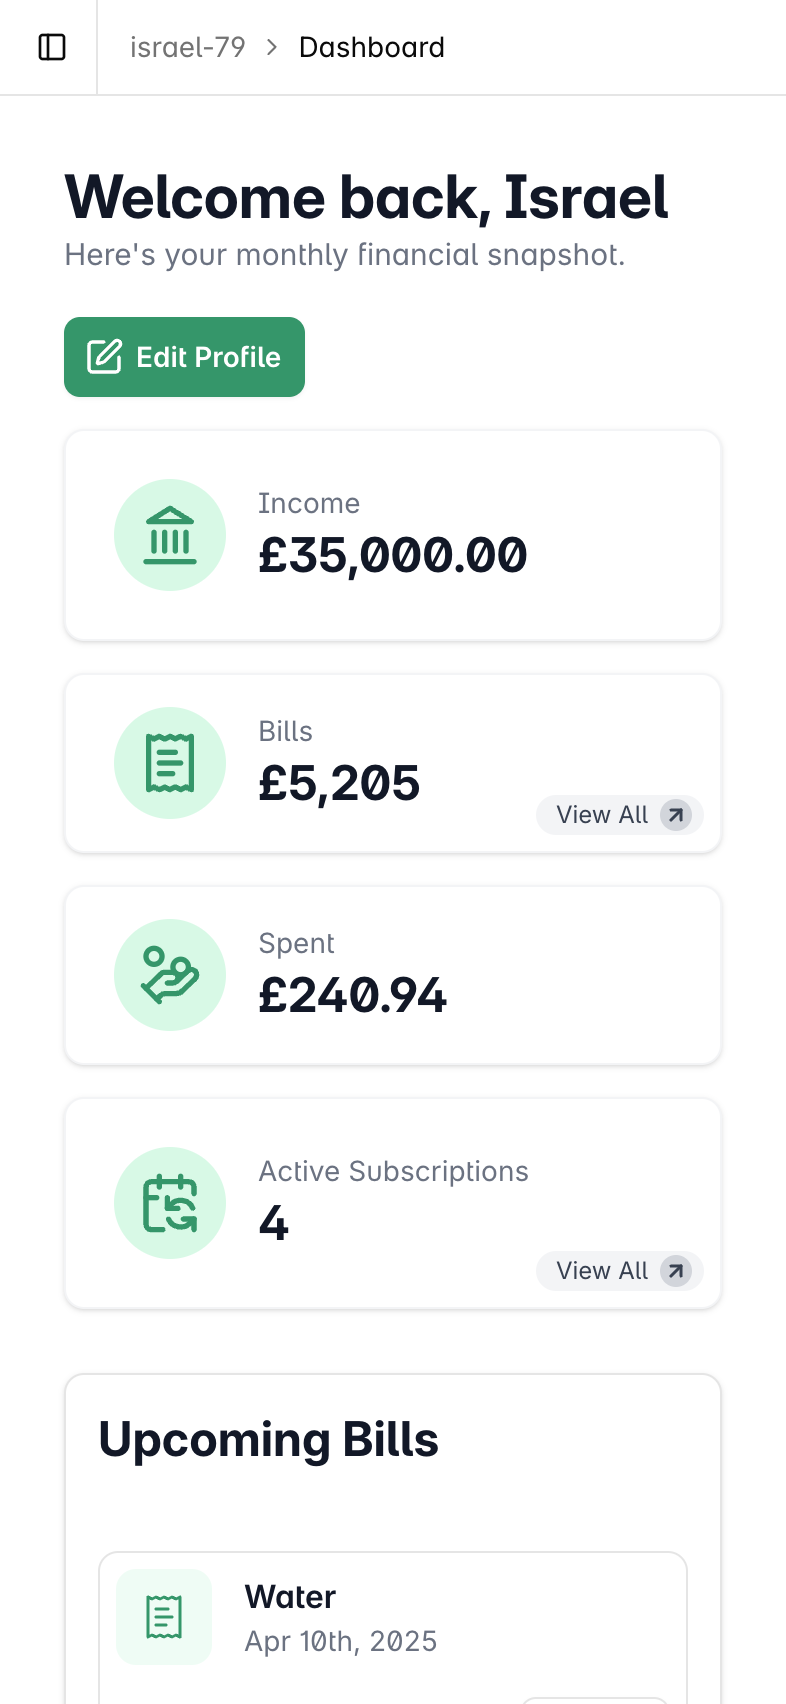 israel-79 > Dashboard
Welcome back, Israel
Here's your monthly financial snapshot.
Edit Profile
Income
£35,000.00
Bills
£5,205
View All
Spent
£240.94
Active Subscriptions
4
View All
Upcoming Bills
Water
Apr 10th, 2025